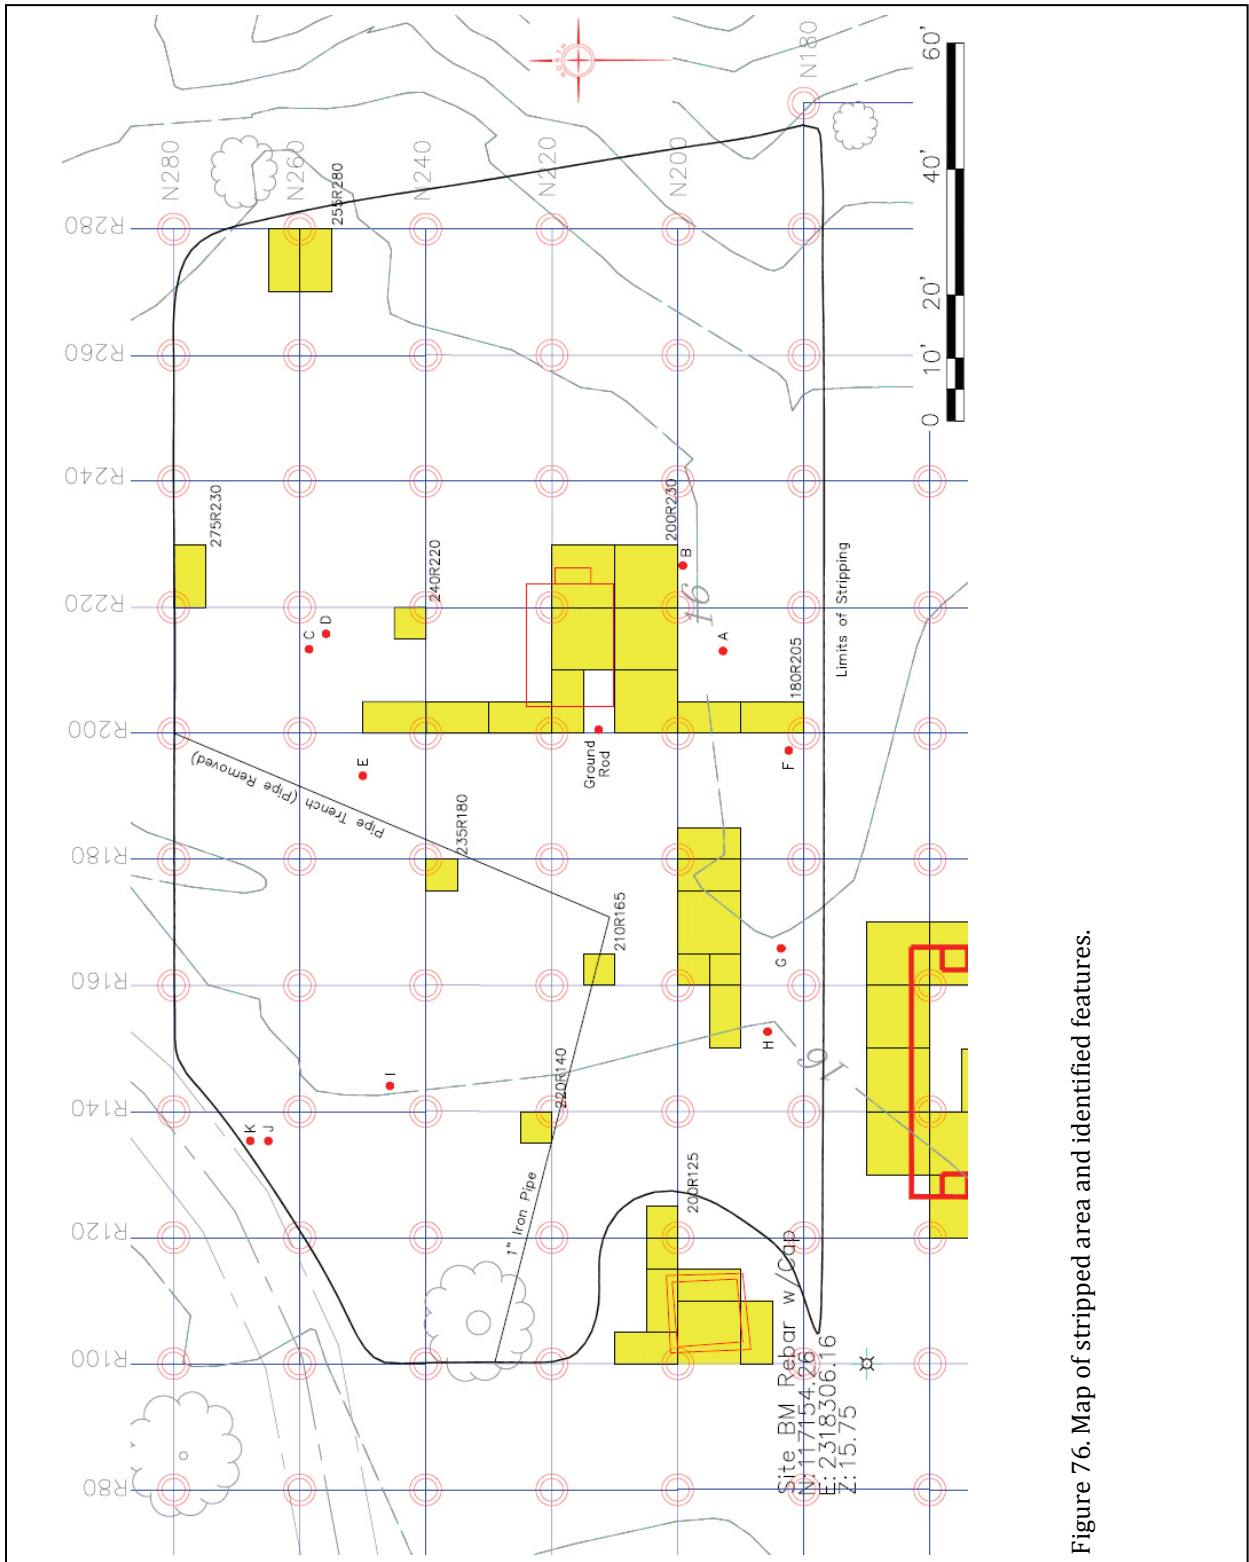 N180
60'
40'
20'
10'
0
N280
N260
N240
N220
N200
R280
255R280
R260
R240
275R230
240R220
200R230
B
R220
91
C
D
A
180R205
Limits of Stripping
R200
E
Ground
Rod
F
Pipe Trench (Pipe Removed)
235R180
R180
210R165
G
R160
H
16
I
220R140
R140
K
J
200R125
1" Iron Pipe
R120
R100
R80
Site BM Rebar w/Cap
N: 117154.26
E: 2318306.16
Z: 15.75
Figure 76. Map of stripped area and identified features.